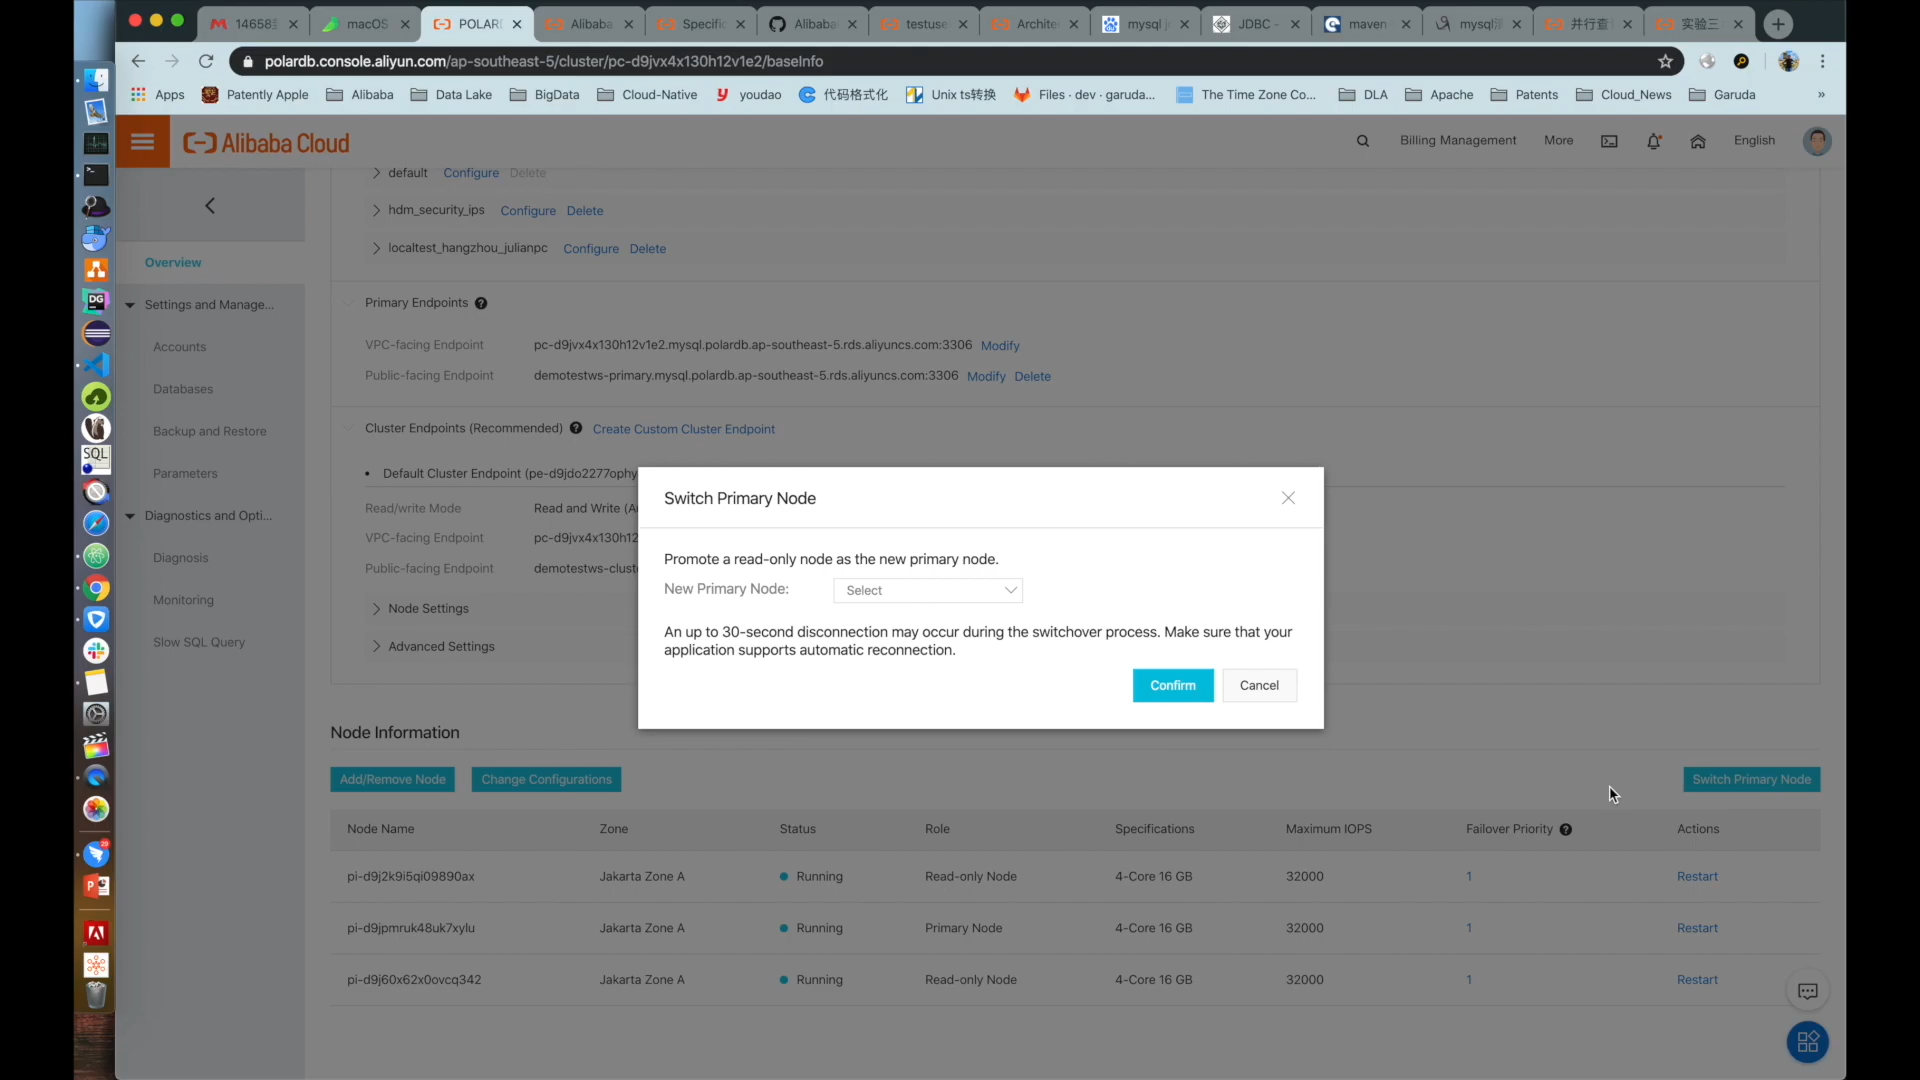 14658
macOS
POLAR
Alibaba
Specific
Alibaba
testuse
Archite
mysql j
JDBC -
maven
mysql
并行查
实验三
polardb.console.aliyun.com/ap-southeast-5/cluster/pc-d9jvx4x130h12v1e2/baseInfo
Apps
Patently Apple
Alibaba
Data Lake
BigData
Cloud-Native
youdao
代码格式化
Unix ts转换
Files · dev · garuda...
The Time Zone Co...
DLA
Apache
Patents
Cloud_News
Garuda
»
Alibaba Cloud
Billing Management
More
English
Overview
Settings and Manage...
Accounts
Databases
Backup and Restore
Parameters
Diagnostics and Opti...
Diagnosis
Monitoring
Slow SQL Query
default Configure Delete
hdm_security_ips Configure Delete
localtest_hangzhou_julianpc Configure Delete
Primary Endpoints
VPC-facing Endpoint pc-d9jvx4x130h12v1e2.mysql.polardb.ap-southeast-5.rds.aliyuncs.com:3306 Modify
Public-facing Endpoint demotestws-primary.mysql.polardb.ap-southeast-5.rds.aliyuncs.com:3306 Modify Delete
Cluster Endpoints (Recommended) Create Custom Cluster Endpoint
Default Cluster Endpoint (pe-d9jdo2277ophy
Read/write Mode Read and Write (A
VPC-facing Endpoint pc-d9jvx4x130h12
Public-facing Endpoint demotestws-clust
Node Settings
Advanced Settings
Switch Primary Node
Promote a read-only node as the new primary node.
New Primary Node: Select
An up to 30-second disconnection may occur during the switchover process. Make sure that your
application supports automatic reconnection.
Confirm Cancel
Node Information
Add/Remove Node Change Configurations Switch Primary Node
Node Name Zone Status Role Specifications Maximum IOPS Failover Priority Actions
pi-d9j2k9i5qi09890ax Jakarta Zone A Running Read-only Node 4-Core 16 GB 32000 1 Restart
pi-d9jpmruk48uk7xylu Jakarta Zone A Running Primary Node 4-Core 16 GB 32000 1 Restart
pi-d9j60x62x0ovcq342 Jakarta Zone A Running Read-only Node 4-Core 16 GB 32000 1 Restart
DG
SQL
29